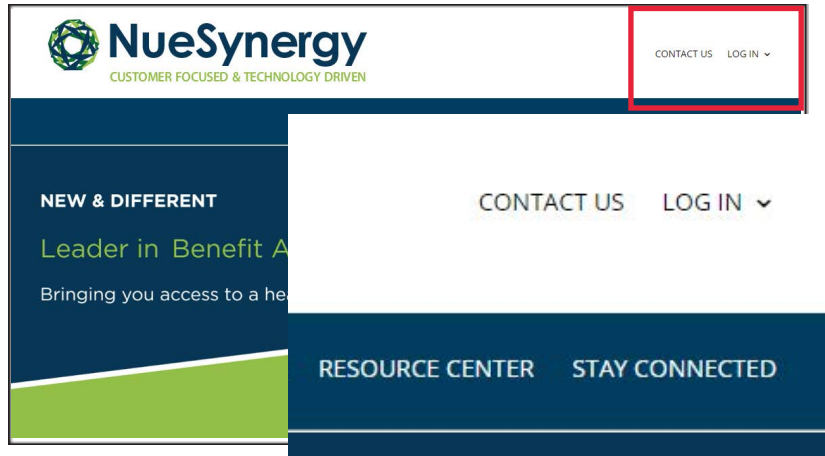 NueSynergy
CUSTOMER FOCUSED & TECHNOLOGY DRIVEN
CONTACT US LOG IN
NEW & DIFFERENT
Leader in Benefit A
Bringing you access to a hea
CONTACT US LOG IN
RESOURCE CENTER STAY CONNECTED